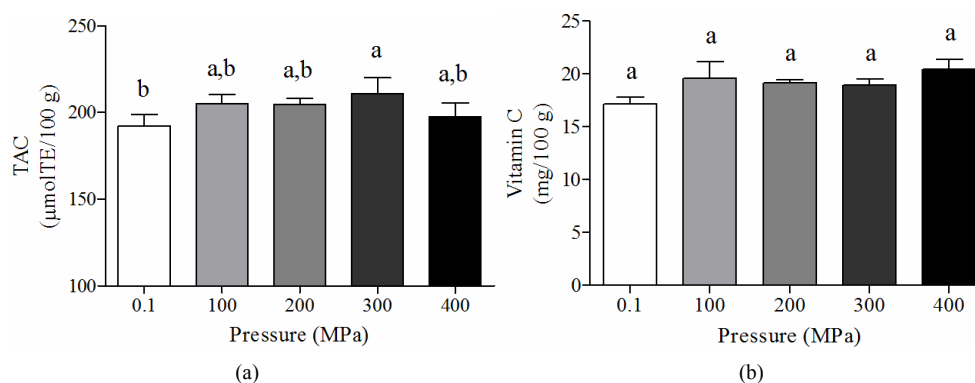 250
200
150
100
TAC
(µmolTE/100 g)
b
a,b
a,b
a
a,b
0.1 100 200 300 400
Pressure (MPa)
(a)
25
20
15
10
5
0
Vitamin C
(mg/100 g)
a
a
a
a
a
0.1 100 200 300 400
Pressure (MPa)
(b)